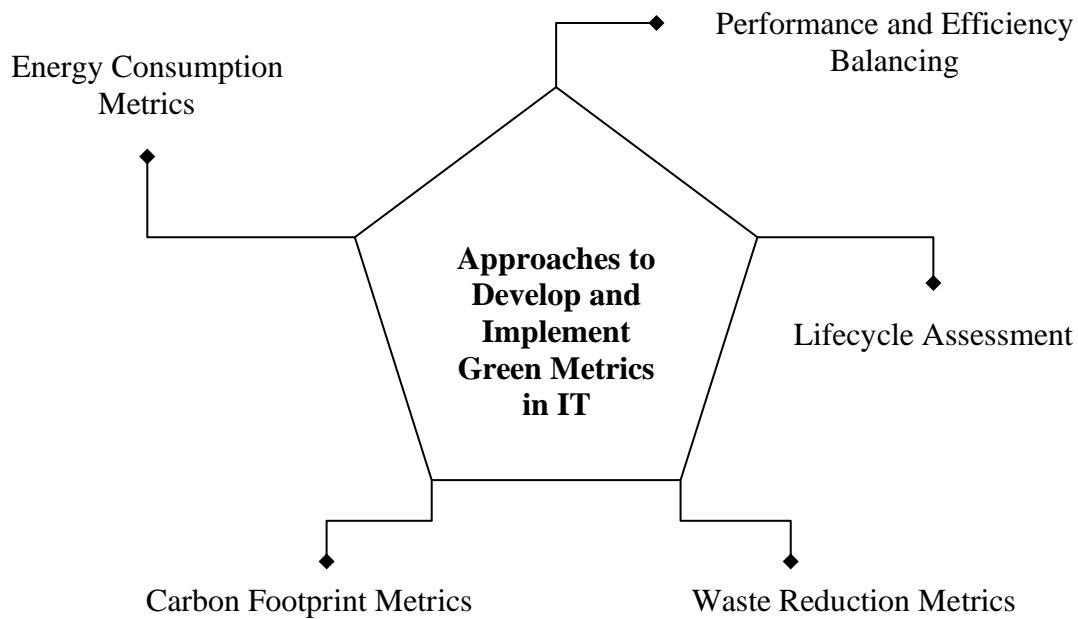 Performance and Efficiency
Balancing
Energy Consumption
Metrics
Approaches to
Develop and
Implement
Green Metrics
in IT
Lifecycle Assessment
Carbon Footprint Metrics
Waste Reduction Metrics